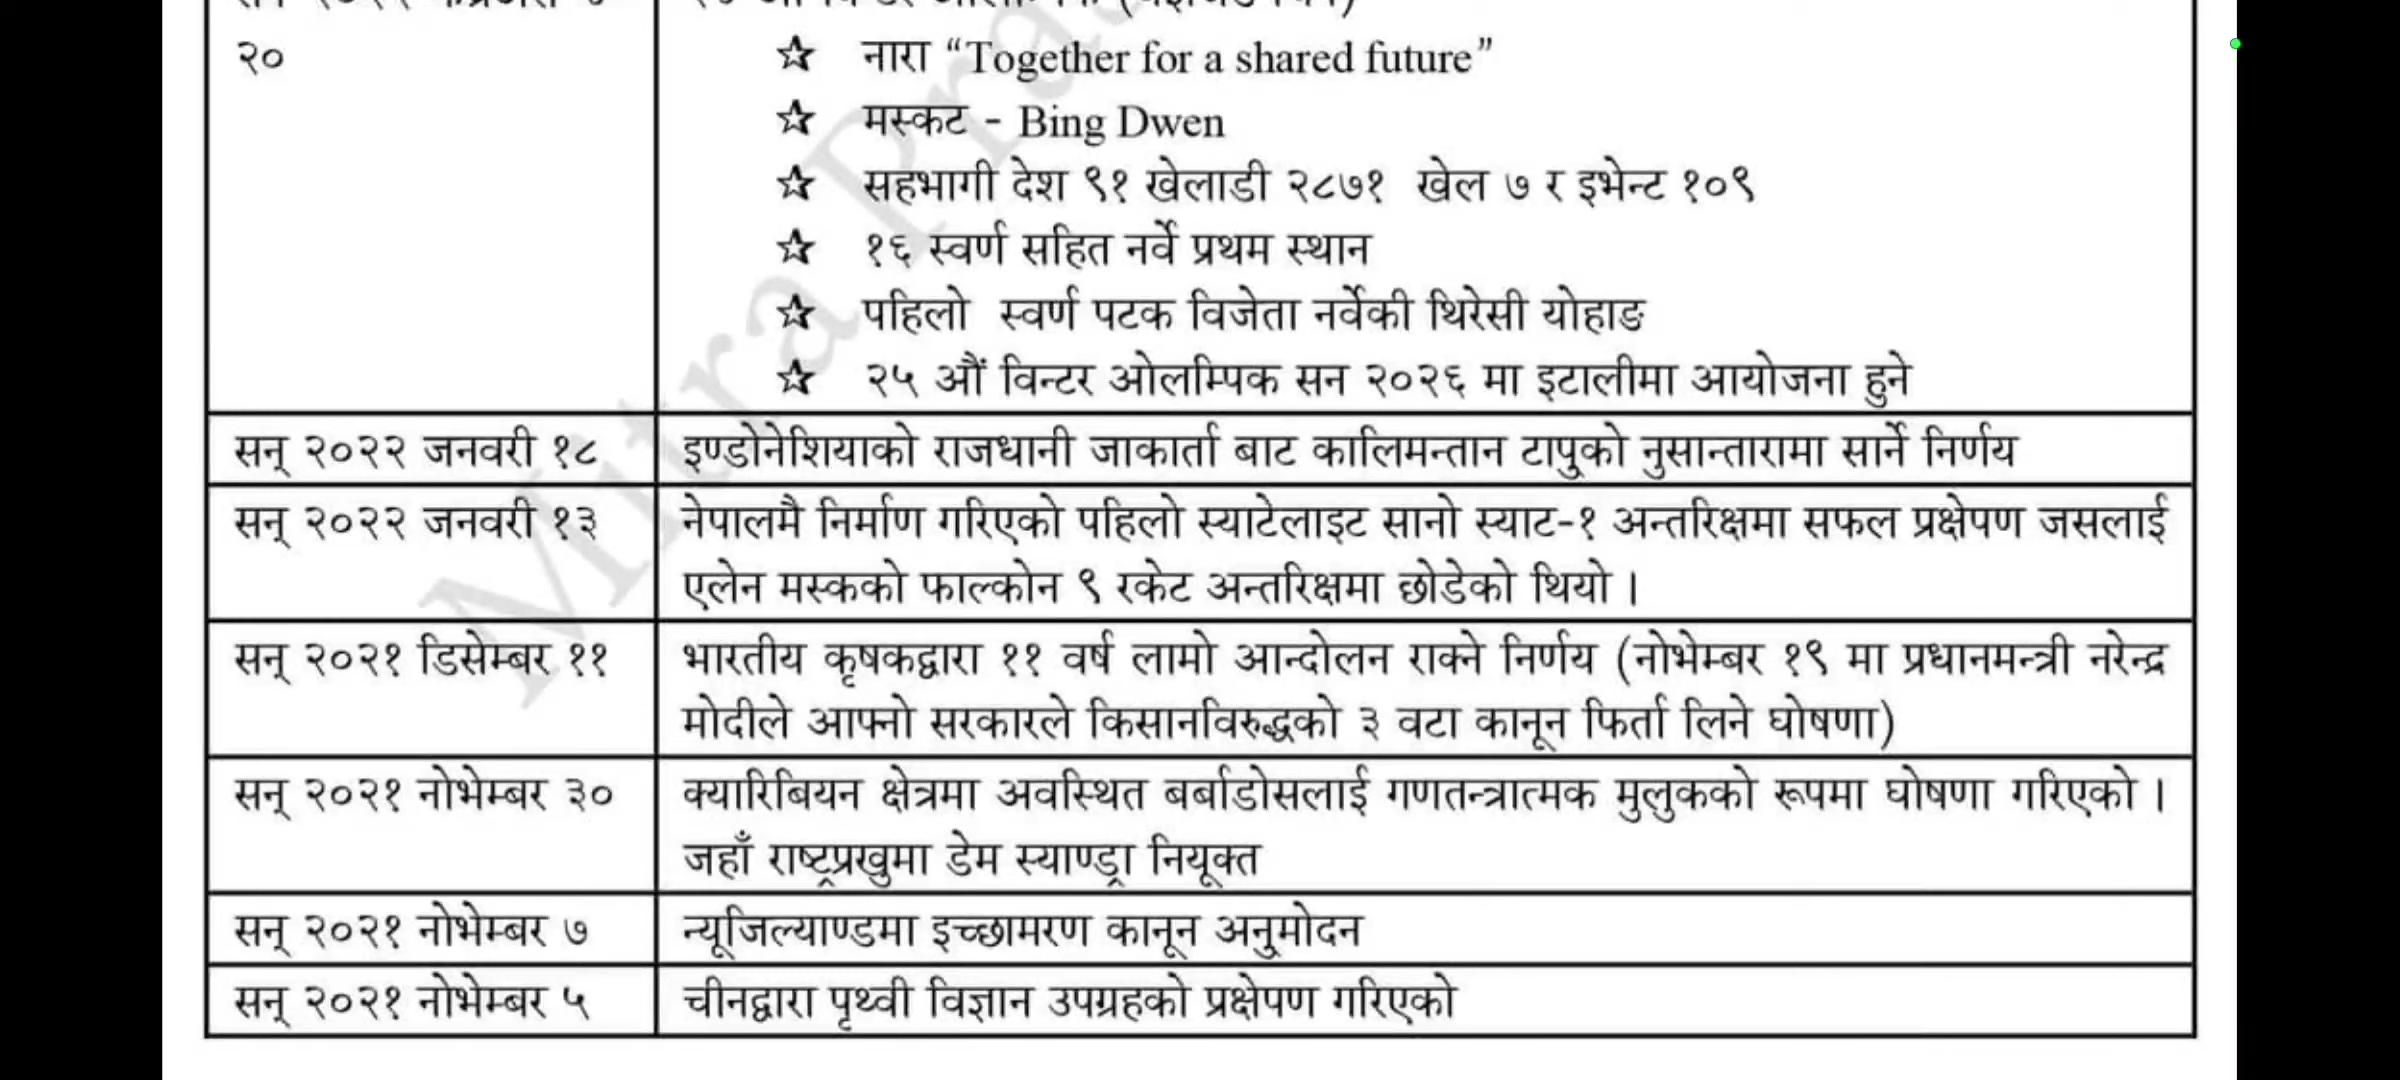 २०
☆ नारा “Together for a shared future”
☆ मस्कट - Bing Dwen
☆ सहभागी देश ९१ खेलाडी २८७१ खेल ७ र इभेन्ट १०९
☆ १६ स्वर्ण सहित नर्वे प्रथम स्थान
☆ पहिलो स्वर्ण पटक विजेता नर्वेकी थिरेसी योहाङ
☆ २५ औं विन्टर ओलम्पिक सन २०२६ मा इटालीमा आयोजना हुने
सन् २०२२ जनवरी १८ इण्डोनेशियाको राजधानी जाकार्ता बाट कालिमन्तान टापुको नुसान्तारामा सार्ने निर्णय
सन् २०२२ जनवरी १३ नेपालमै निर्माण गरिएको पहिलो स्याटेलाइट सानो स्याट-१ अन्तरिक्षमा सफल प्रक्षेपण जसलाई
एलेन मस्कको फाल्कोन ९ रकेट अन्तरिक्षमा छोडेको थियो ।
सन् २०२१ डिसेम्बर ११ भारतीय कृषकद्वारा ११ वर्ष लामो आन्दोलन राक्ने निर्णय (नोभेम्बर १९ मा प्रधानमन्त्री नरेन्द्र
मोदीले आफ्नो सरकारले किसानविरुद्धको ३ वटा कानून फिर्ता लिने घोषणा)
सन् २०२१ नोभेम्बर ३० क्यारिबियन क्षेत्रमा अवस्थित बर्बाडोसलाई गणतन्त्रात्मक मुलुकको रूपमा घोषणा गरिएको ।
जहाँ राष्ट्रप्रखुमा डेम स्याण्ड्रा नियूक्त
सन् २०२१ नोभेम्बर ७ न्यूजिल्याण्डमा इच्छामरण कानून अनुमोदन
सन् २०२१ नोभेम्बर ५ चीनद्वारा पृथ्वी विज्ञान उपग्रहको प्रक्षेपण गरिएको
Mitra